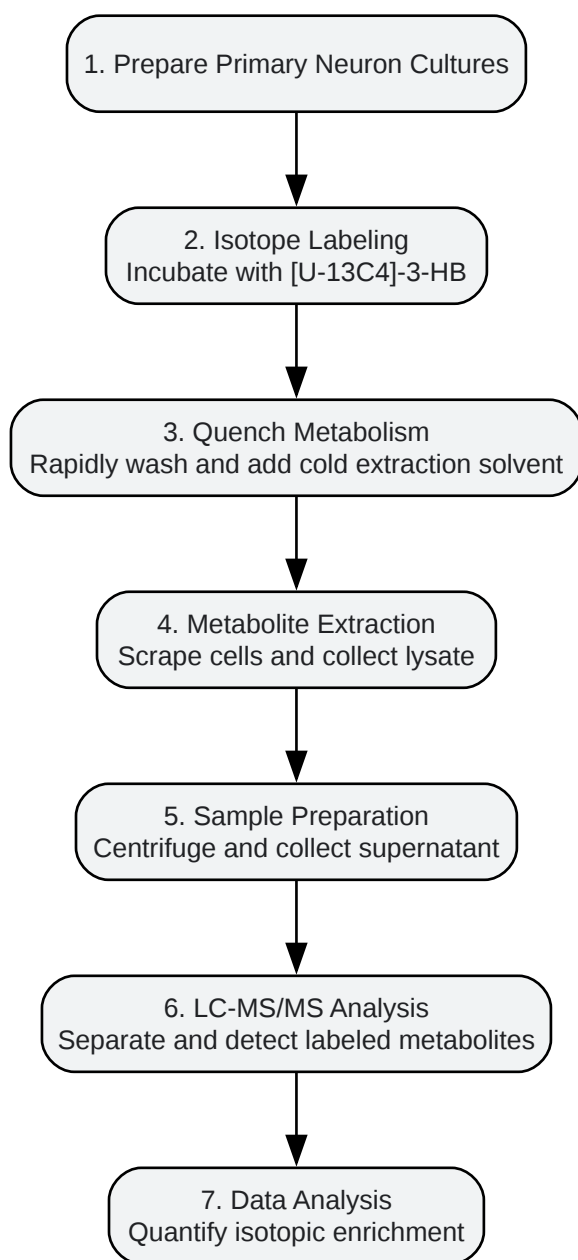 1. Prepare Primary Neuron Cultures
2. Isotope Labeling
Incubate with [U-13C4]-3-HB
3. Quench Metabolism
Rapidly wash and add cold extraction solvent
4. Metabolite Extraction
Scrape cells and collect lysate
5. Sample Preparation
Centrifuge and collect supernatant
6. LC-MS/MS Analysis
Separate and detect labeled metabolites
7. Data Analysis
Quantify isotopic enrichment